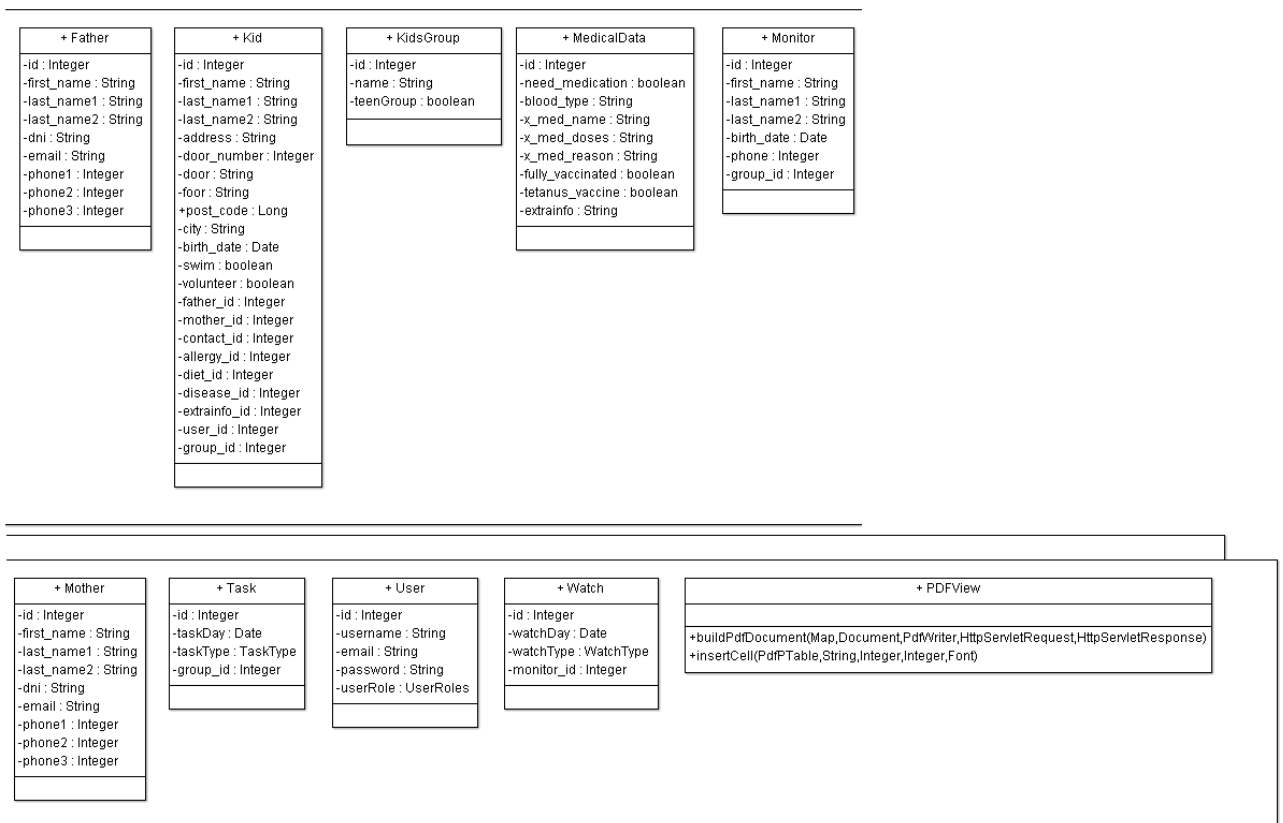 + Father
-id : Integer
-first_name : String
-last_name1 : String
-last_name2 : String
-dni : String
-email : String
-phone1 : Integer
-phone2 : Integer
-phone3 : Integer
+ Kid
-id : Integer
-first_name : String
-last_name1 : String
-last_name2 : String
-address : String
-door_number : Integer
-door : String
-foor : String
+post_code : Long
-city : String
-birth_date : Date
-swim : boolean
-volunteer : boolean
-father_id : Integer
-mother_id : Integer
-contact_id : Integer
-allergy_id : Integer
-diet_id : Integer
-disease_id : Integer
-extrainfo_id : Integer
-user_id : Integer
-group_id : Integer
+ KidsGroup
-id : Integer
-name : String
-teenGroup : boolean
+ MedicalData
-id : Integer
-need_medication : boolean
-blood_type : String
-x_med_name : String
-x_med_doses : String
-x_med_reason : String
-fully_vaccinated : boolean
-tetanus_vaccine : boolean
-extrainfo : String
+ Monitor
-id : Integer
-first_name : String
-last_name1 : String
-last_name2 : String
-birth_date : Date
-phone : Integer
-group_id : Integer
+ Mother
-id : Integer
-first_name : String
-last_name1 : String
-last_name2 : String
-dni : String
-email : String
-phone1 : Integer
-phone2 : Integer
-phone3 : Integer
+ Task
-id : Integer
-taskDay : Date
-taskType : TaskType
-group_id : Integer
+ User
-id : Integer
-username : String
-email : String
-password : String
-userRole : UserRoles
+ Watch
-id : Integer
-watchDay : Date
-watchType : WatchType
-monitor_id : Integer
+ PDFView
+buildPdfDocument(Map,Document,PdfWriter,HttpServletRequest,HttpServletResponse)
+insertCell(PdfPTable,String,Integer,Integer,Font)